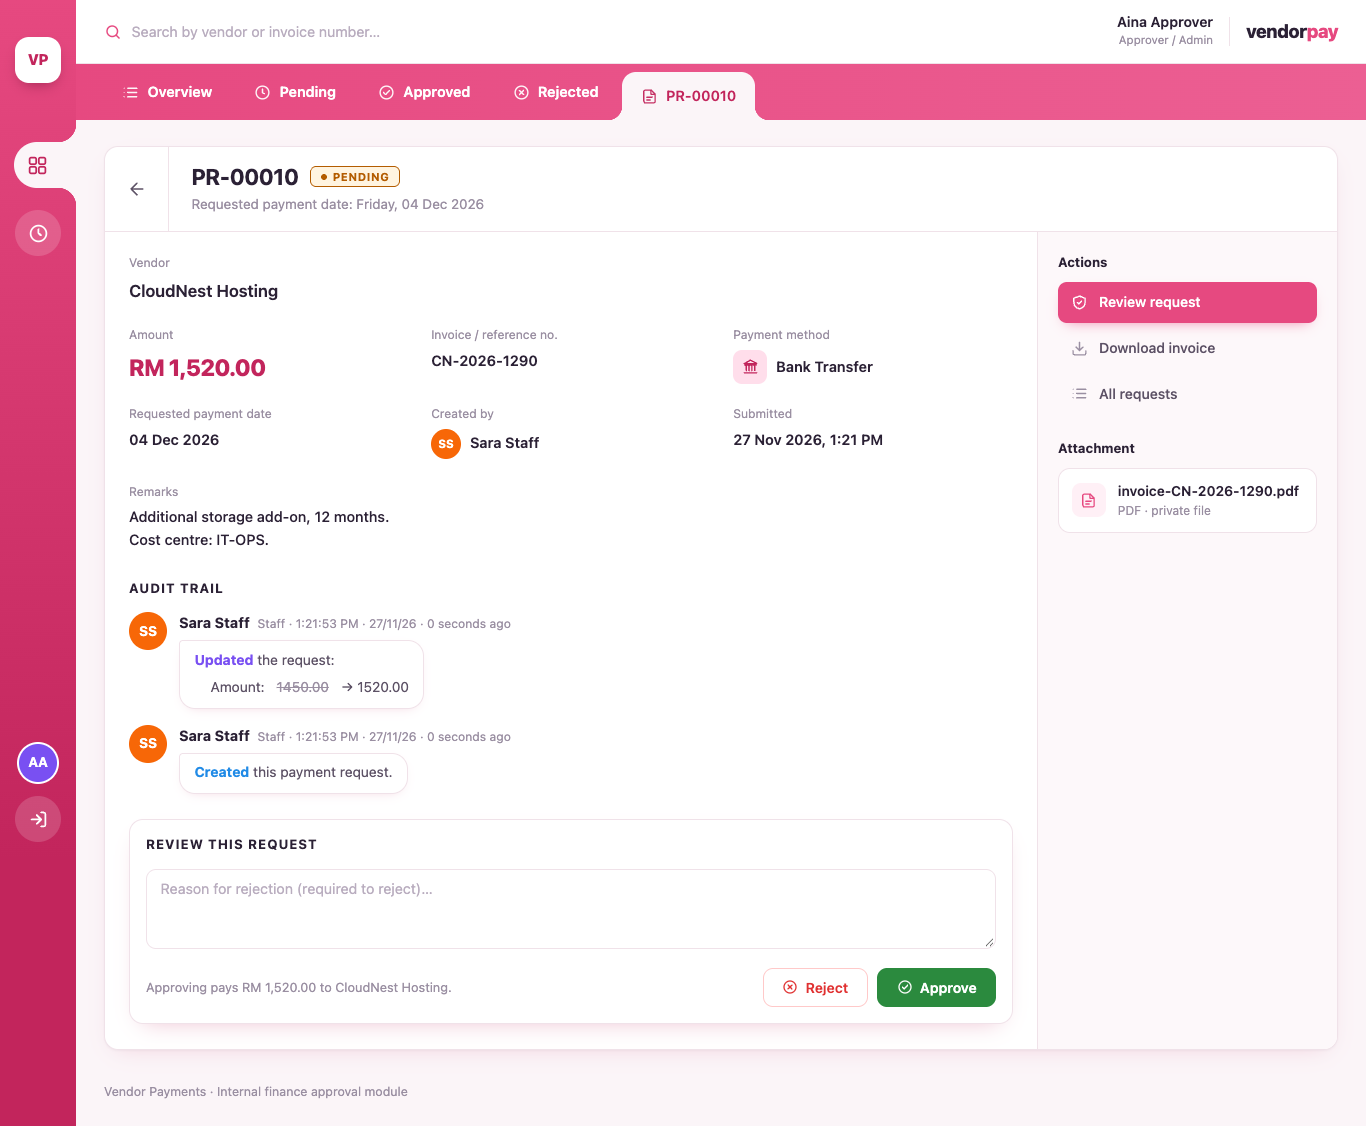 VP
Search by vendor or invoice number...
Aina Approver
Approver / Admin
vendorpay
Overview
Pending
Approved
Rejected
PR-00010
PR-00010
PENDING
Requested payment date: Friday, 04 Dec 2026
Vendor
CloudNest Hosting
Amount
RM 1,520.00
Invoice / reference no.
CN-2026-1290
Payment method
Bank Transfer
Requested payment date
04 Dec 2026
Created by
SS
Sara Staff
Submitted
27 Nov 2026, 1:21 PM
Remarks
Additional storage add-on, 12 months.
Cost centre: IT-OPS.
AUDIT TRAIL
SS
Sara Staff Staff · 1:21:53 PM · 27/11/26 · 0 seconds ago
Updated the request:
Amount: 1450.00 → 1520.00
SS
Sara Staff Staff · 1:21:53 PM · 27/11/26 · 0 seconds ago
Created this payment request.
REVIEW THIS REQUEST
Reason for rejection (required to reject)...
Approving pays RM 1,520.00 to CloudNest Hosting.
Reject
Approve
Actions
Review request
Download invoice
All requests
Attachment
invoice-CN-2026-1290.pdf
PDF · private file
AA
Vendor Payments · Internal finance approval module